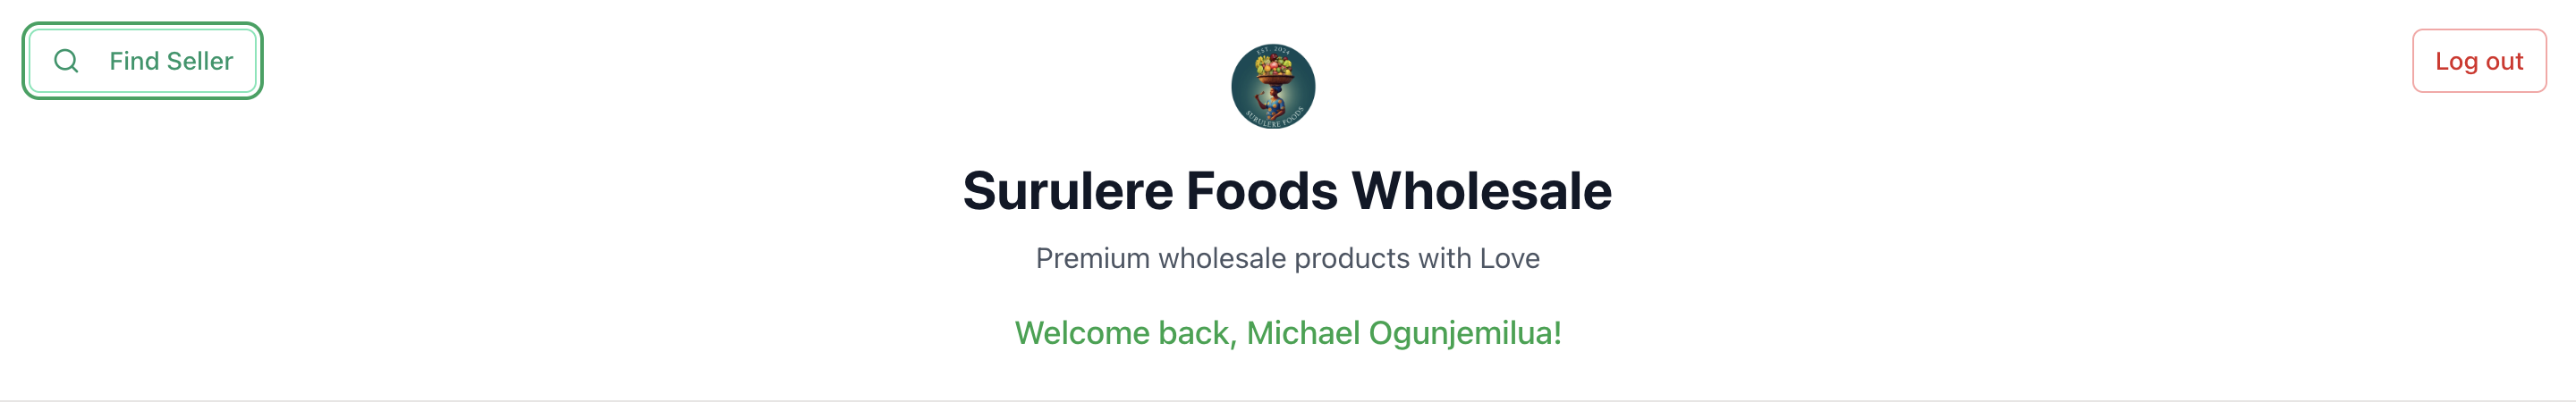 Find Seller
Log out
EST. 2024
SURULERE FOODS
Surulere Foods Wholesale
Premium wholesale products with Love
Welcome back, Michael Ogunjemilua!